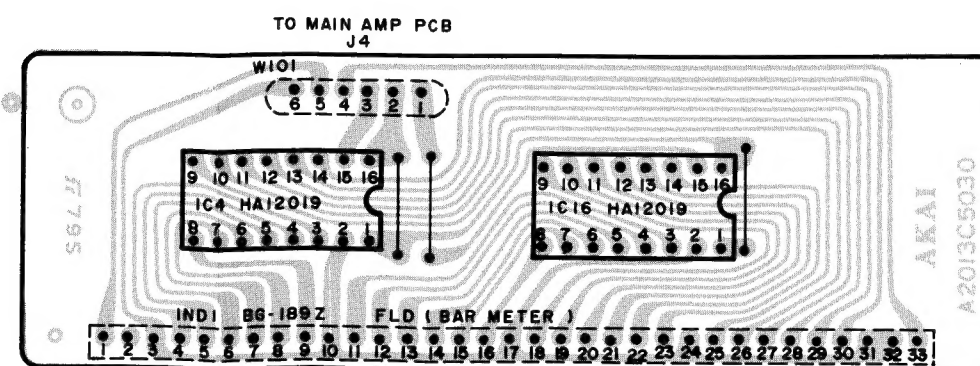 TO MAIN AMP PCB
J4
W101
6 5 4 3 2 1
9 10 11 12 13 14 15 16
IC4 HA12019
8 7 6 5 4 3 2 1
9 10 11 12 13 14 15 16
IC16 HA12019
8 7 6 5 4 3 2 1
IND1 BG-189Z FLD (BAR METER)
1 2 3 4 5 6 7 8 9 10 11 12 13 14 15 16 17 18 19 20 21 22 23 24 25 26 27 28 29 30 31 32 33
AKAI
A2013C5030